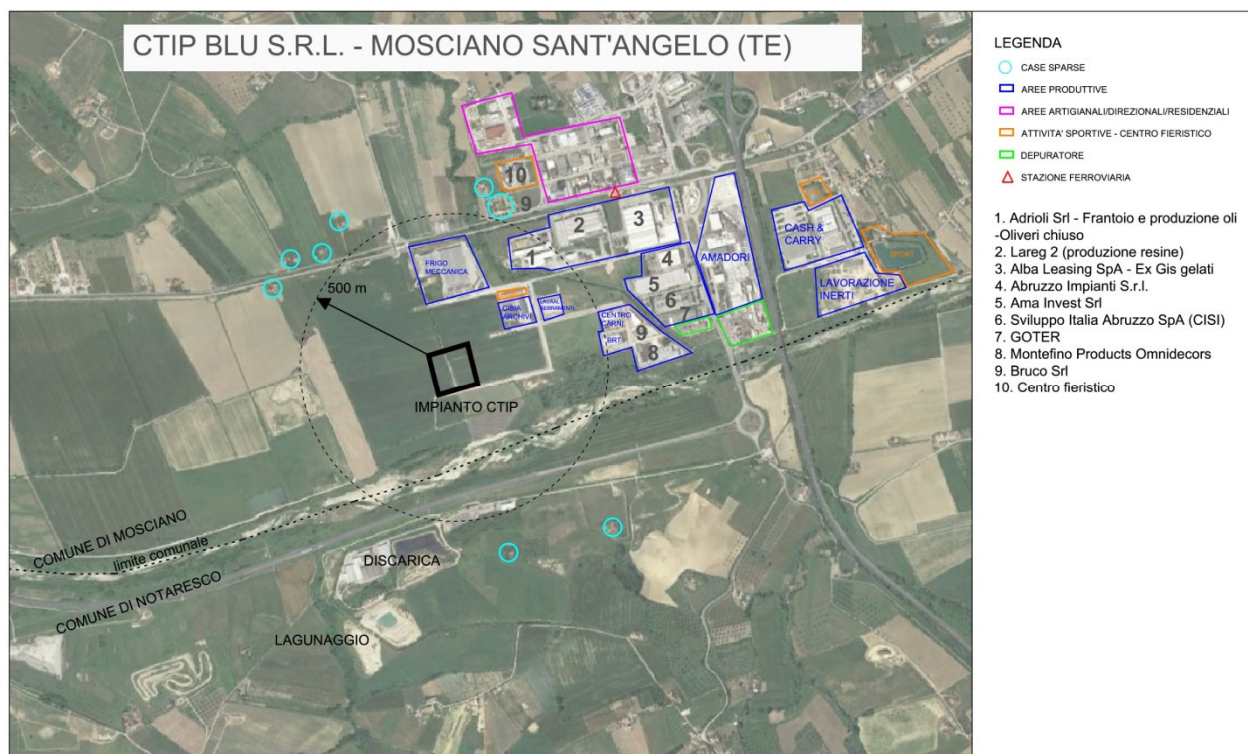 CTIP BLU S.R.L. - MOSCIANO SANT'ANGELO (TE)
10
9
2
3
1
FRIGO
MECCANICA
500 m
4
5
6
7
AMADORI
CASH &
CARRY
SPORT
LAVORAZIONE
INERTI
CISIA
ARCHIVI
CENTRO
CARNI
BRT
9
8
IMPIANTO CTIP
COMUNE DI MOSCIANO
limite comunale
COMUNE DI NOTARESCO
DISCARICA
LAGUNAGGIO
LEGENDA
CASE SPARSE
AREE PRODUTTIVE
AREE ARTIGIANALI/DIREZIONALI/RESIDENZIALI
ATTIVITA' SPORTIVE - CENTRO FIERISTICO
DEPURATORE
STAZIONE FERROVIARIA
1. Adrioli Srl - Frantoio e produzione oli
-Oliveri chiuso
2. Lareg 2 (produzione resine)
3. Alba Leasing SpA - Ex Gis gelati
4. Abruzzo Impianti S.r.l.
5. Ama Invest Srl
6. Sviluppo Italia Abruzzo SpA (CISI)
7. GOTER
8. Montefino Products Omnidecors
9. Bruco Srl
10. Centro fieristico